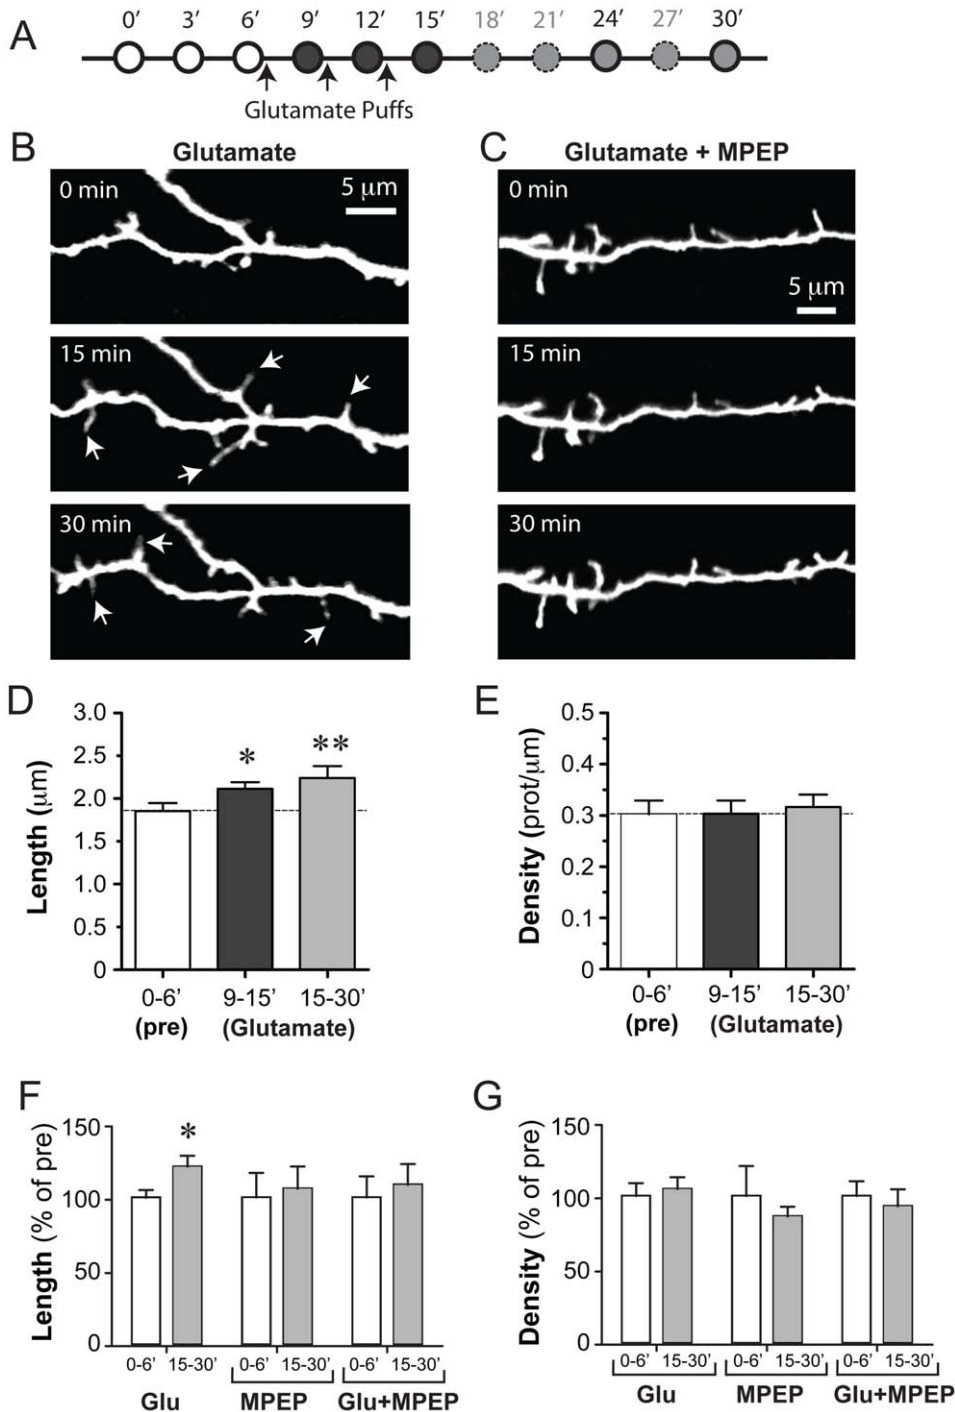 A
0′ 3′ 6′ 9′ 12′ 15′ 18′ 21′ 24′ 27′ 30′
Glutamate Puffs
B
Glutamate
0 min
5 μm
15 min
30 min
C
Glutamate + MPEP
0 min
5 μm
15 min
30 min
D
Length (μm)
3.0
2.5
2.0
1.5
1.0
0.5
0
*
**
0-6’ 9-15’ 15-30’
(pre) (Glutamate)
E
Density (prot/μm)
0.5
0.4
0.3
0.2
0.1
0
0-6’ 9-15’ 15-30’
(pre) (Glutamate)
F
Length (% of pre)
150
100
50
0
*
0-6’ 15-30’ 0-6’ 15-30’ 0-6’ 15-30’
Glu MPEP Glu+MPEP
G
Density (% of pre)
150
100
50
0
0-6’ 15-30’ 0-6’ 15-30’ 0-6’ 15-30’
Glu MPEP Glu+MPEP